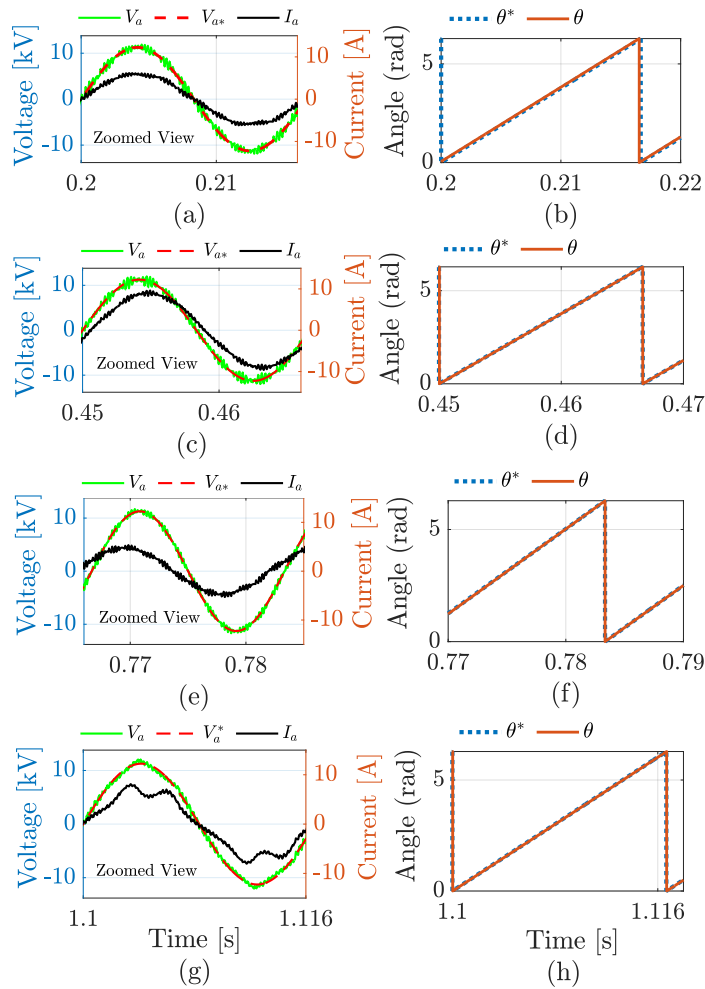 V_a V_{a*} I_a
θ* θ
Voltage [kV]
10
0
-10
Zoomed View
10
0
-10
Current [A]
0.2 0.21
(a)
Angle (rad)
5
0
0.2 0.21 0.22
(b)
V_a V_{a*} I_a
θ* θ
Voltage [kV]
10
0
-10
Zoomed View
10
0
-10
Current [A]
0.45 0.46
(c)
Angle (rad)
5
0
0.45 0.46 0.47
(d)
V_a V_{a*} I_a
θ* θ
Voltage [kV]
10
0
-10
Zoomed View
10
0
-10
Current [A]
0.77 0.78
(e)
Angle (rad)
5
0
0.77 0.78 0.79
(f)
V_a V_a^* I_a
θ* θ
Voltage [kV]
10
0
-10
Zoomed View
10
0
-10
Current [A]
1.1 1.116
Time [s]
(g)
Angle (rad)
5
0
1.1 1.116
Time [s]
(h)